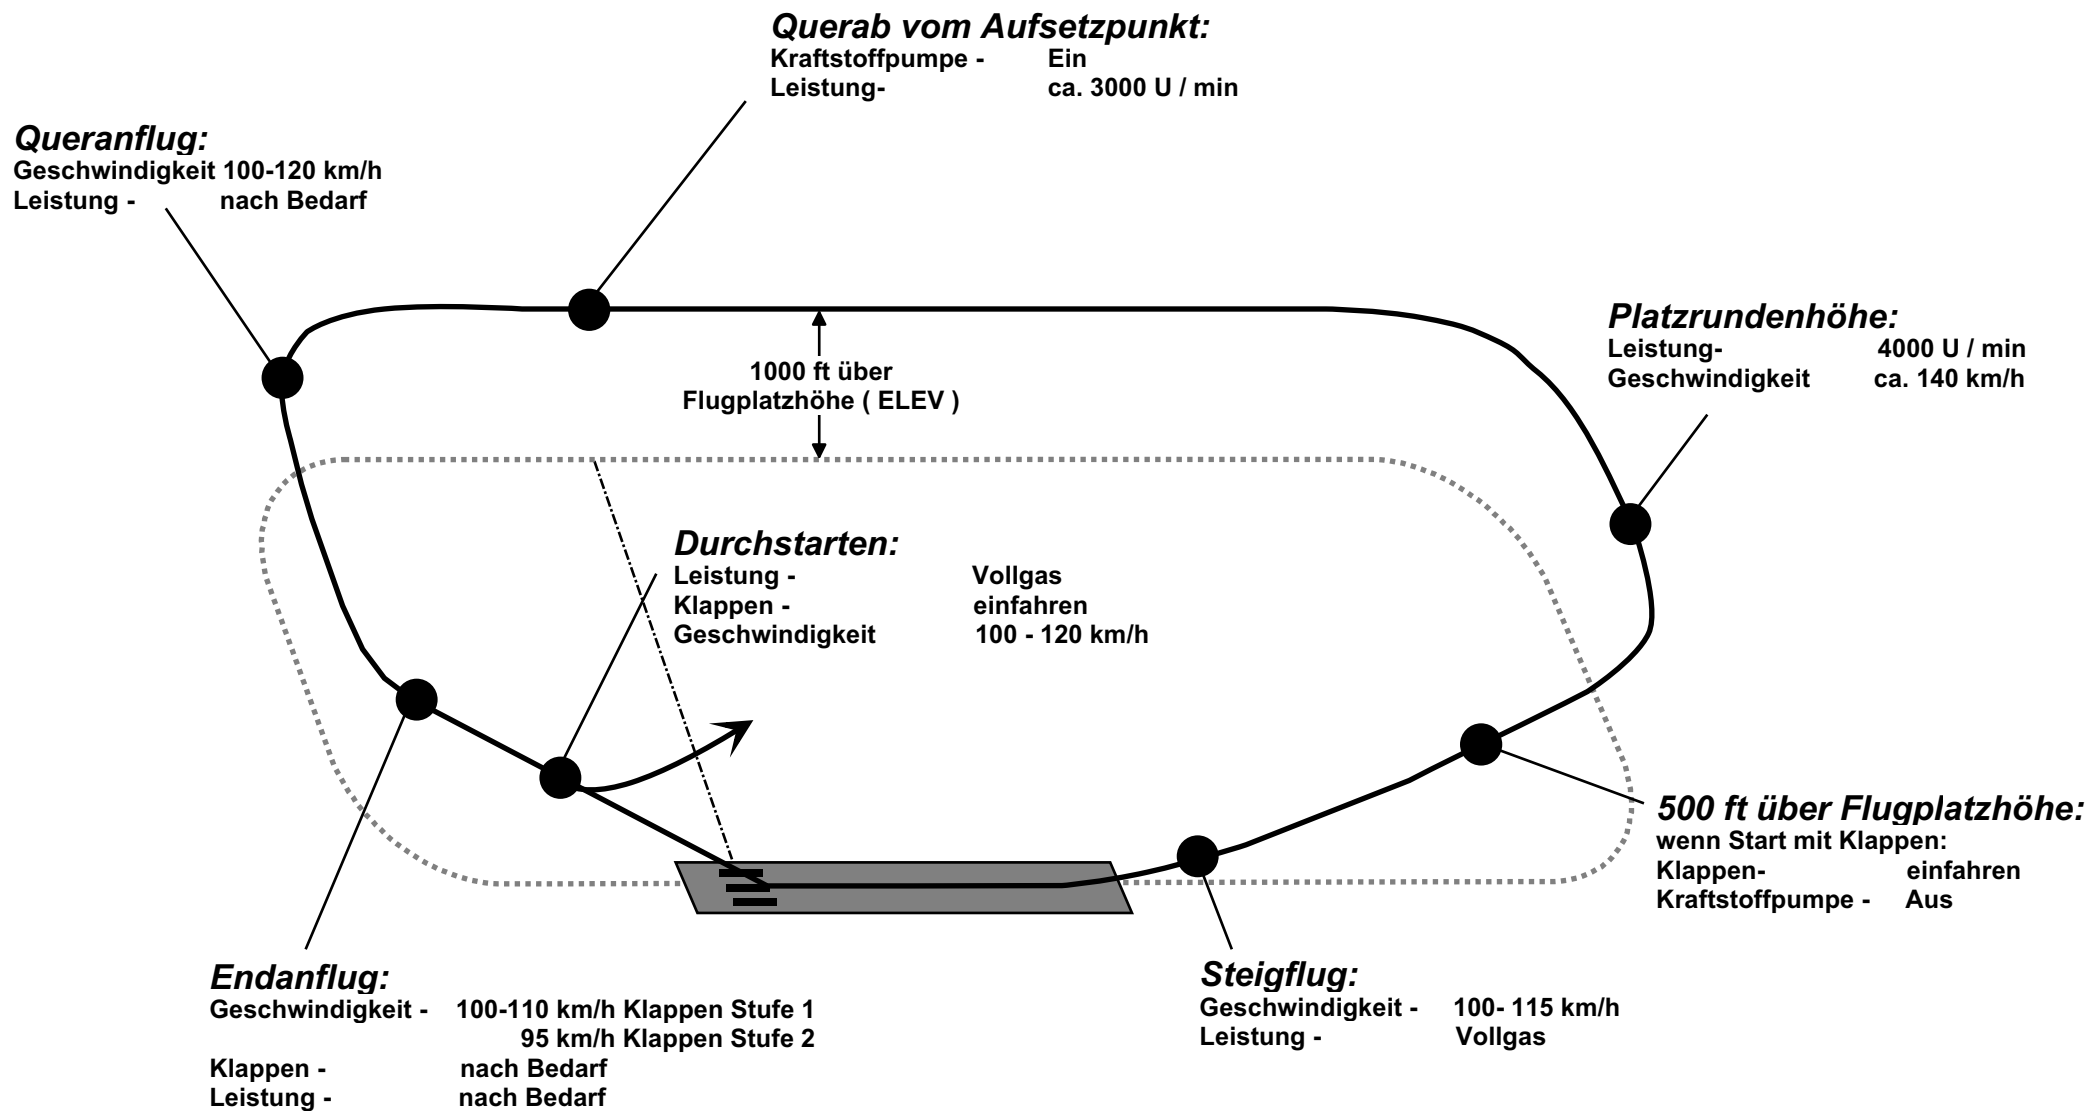 Querab vom Aufsetzpunkt:
Kraftstoffpumpe - Ein
Leistung- ca. 3000 U / min
Queranflug:
Geschwindigkeit 100-120 km/h
Leistung - nach Bedarf
Platzrundenhöhe:
Leistung- 4000 U / min
Geschwindigkeit ca. 140 km/h
1000 ft über
Flugplatzhöhe ( ELEV )
Durchstarten:
Leistung - Vollgas
Klappen - einfahren
Geschwindigkeit 100 - 120 km/h
500 ft über Flugplatzhöhe:
wenn Start mit Klappen:
Klappen- einfahren
Kraftstoffpumpe - Aus
Endanflug:
Geschwindigkeit - 100-110 km/h Klappen Stufe 1
95 km/h Klappen Stufe 2
Klappen - nach Bedarf
Leistung - nach Bedarf
Steigflug:
Geschwindigkeit - 100- 115 km/h
Leistung - Vollgas